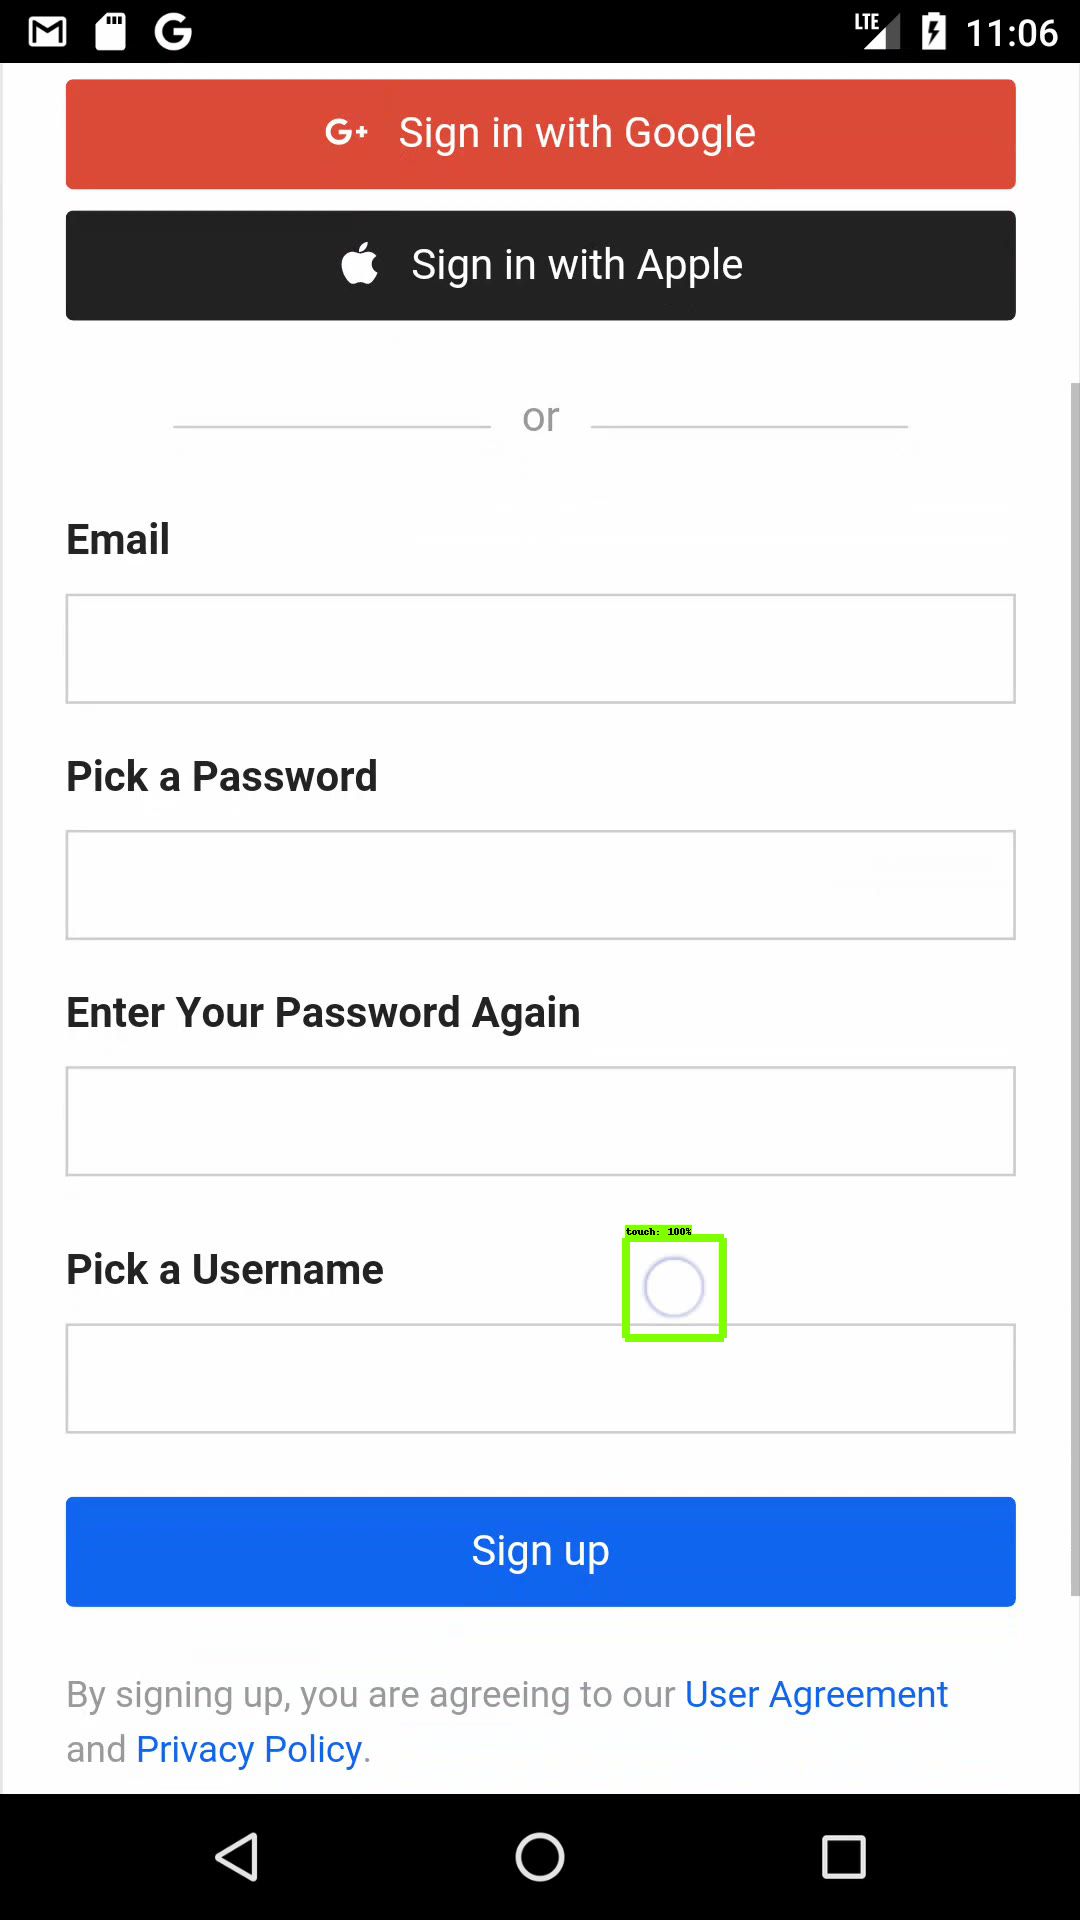 LTE 11:06
G+ Sign in with Google
Sign in with Apple
or
Email
Pick a Password
Enter Your Password Again
touch: 100%
Pick a Username
Sign up
By signing up, you are agreeing to our User Agreement
and Privacy Policy.